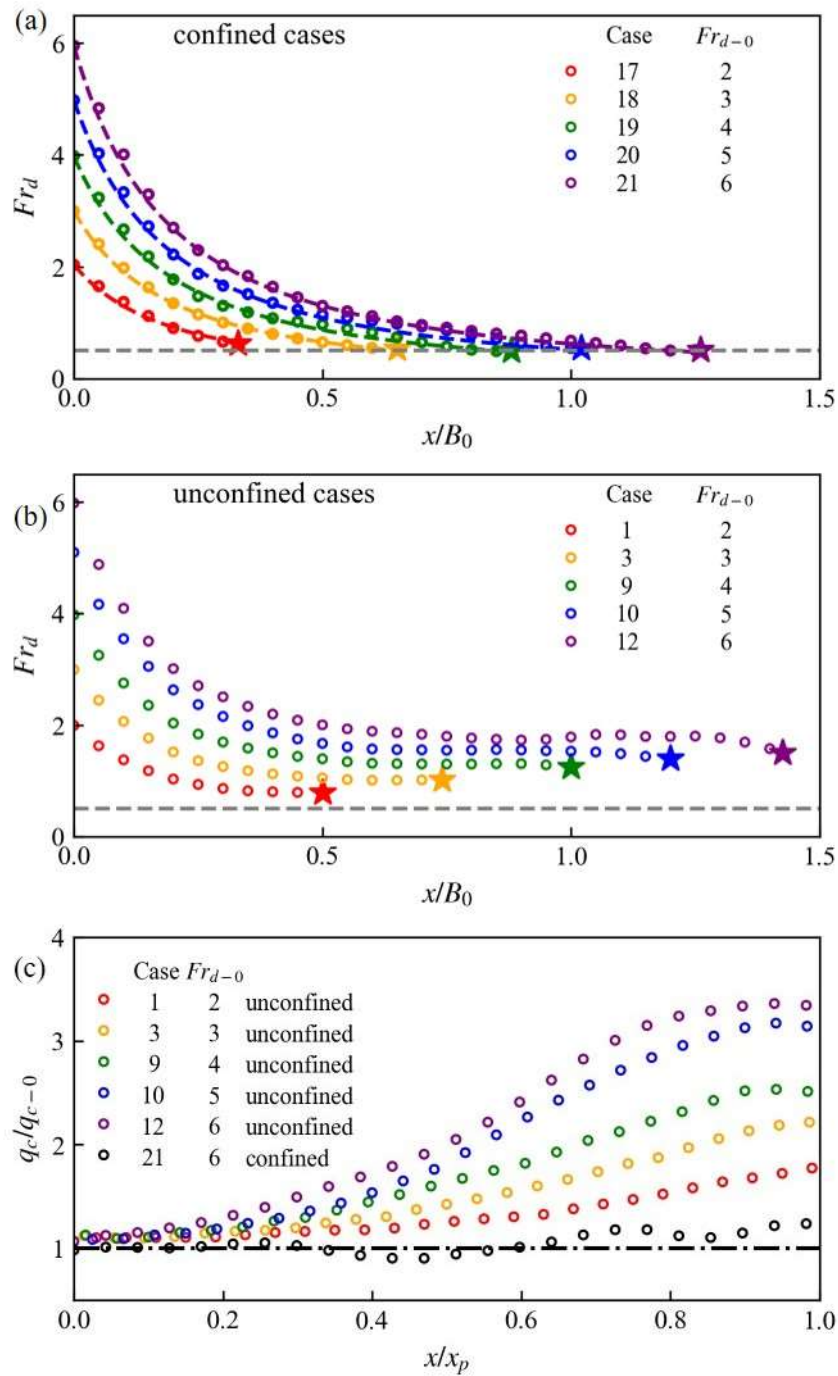 (a)
confined cases
Case Fr_{d-0}
17 2
18 3
19 4
20 5
21 6
6
4
2
0
Fr_d
0.0 0.5 1.0 1.5
x/B_0
(b)
unconfined cases
Case Fr_{d-0}
1 2
3 3
9 4
10 5
12 6
6
4
2
0
Fr_d
0.0 0.5 1.0 1.5
x/B_0
(c)
Case Fr_{d-0}
1 2 unconfined
3 3 unconfined
9 4 unconfined
10 5 unconfined
12 6 unconfined
21 6 confined
4
3
2
1
q_c/q_{c-0}
0.0 0.2 0.4 0.6 0.8 1.0
x/x_p